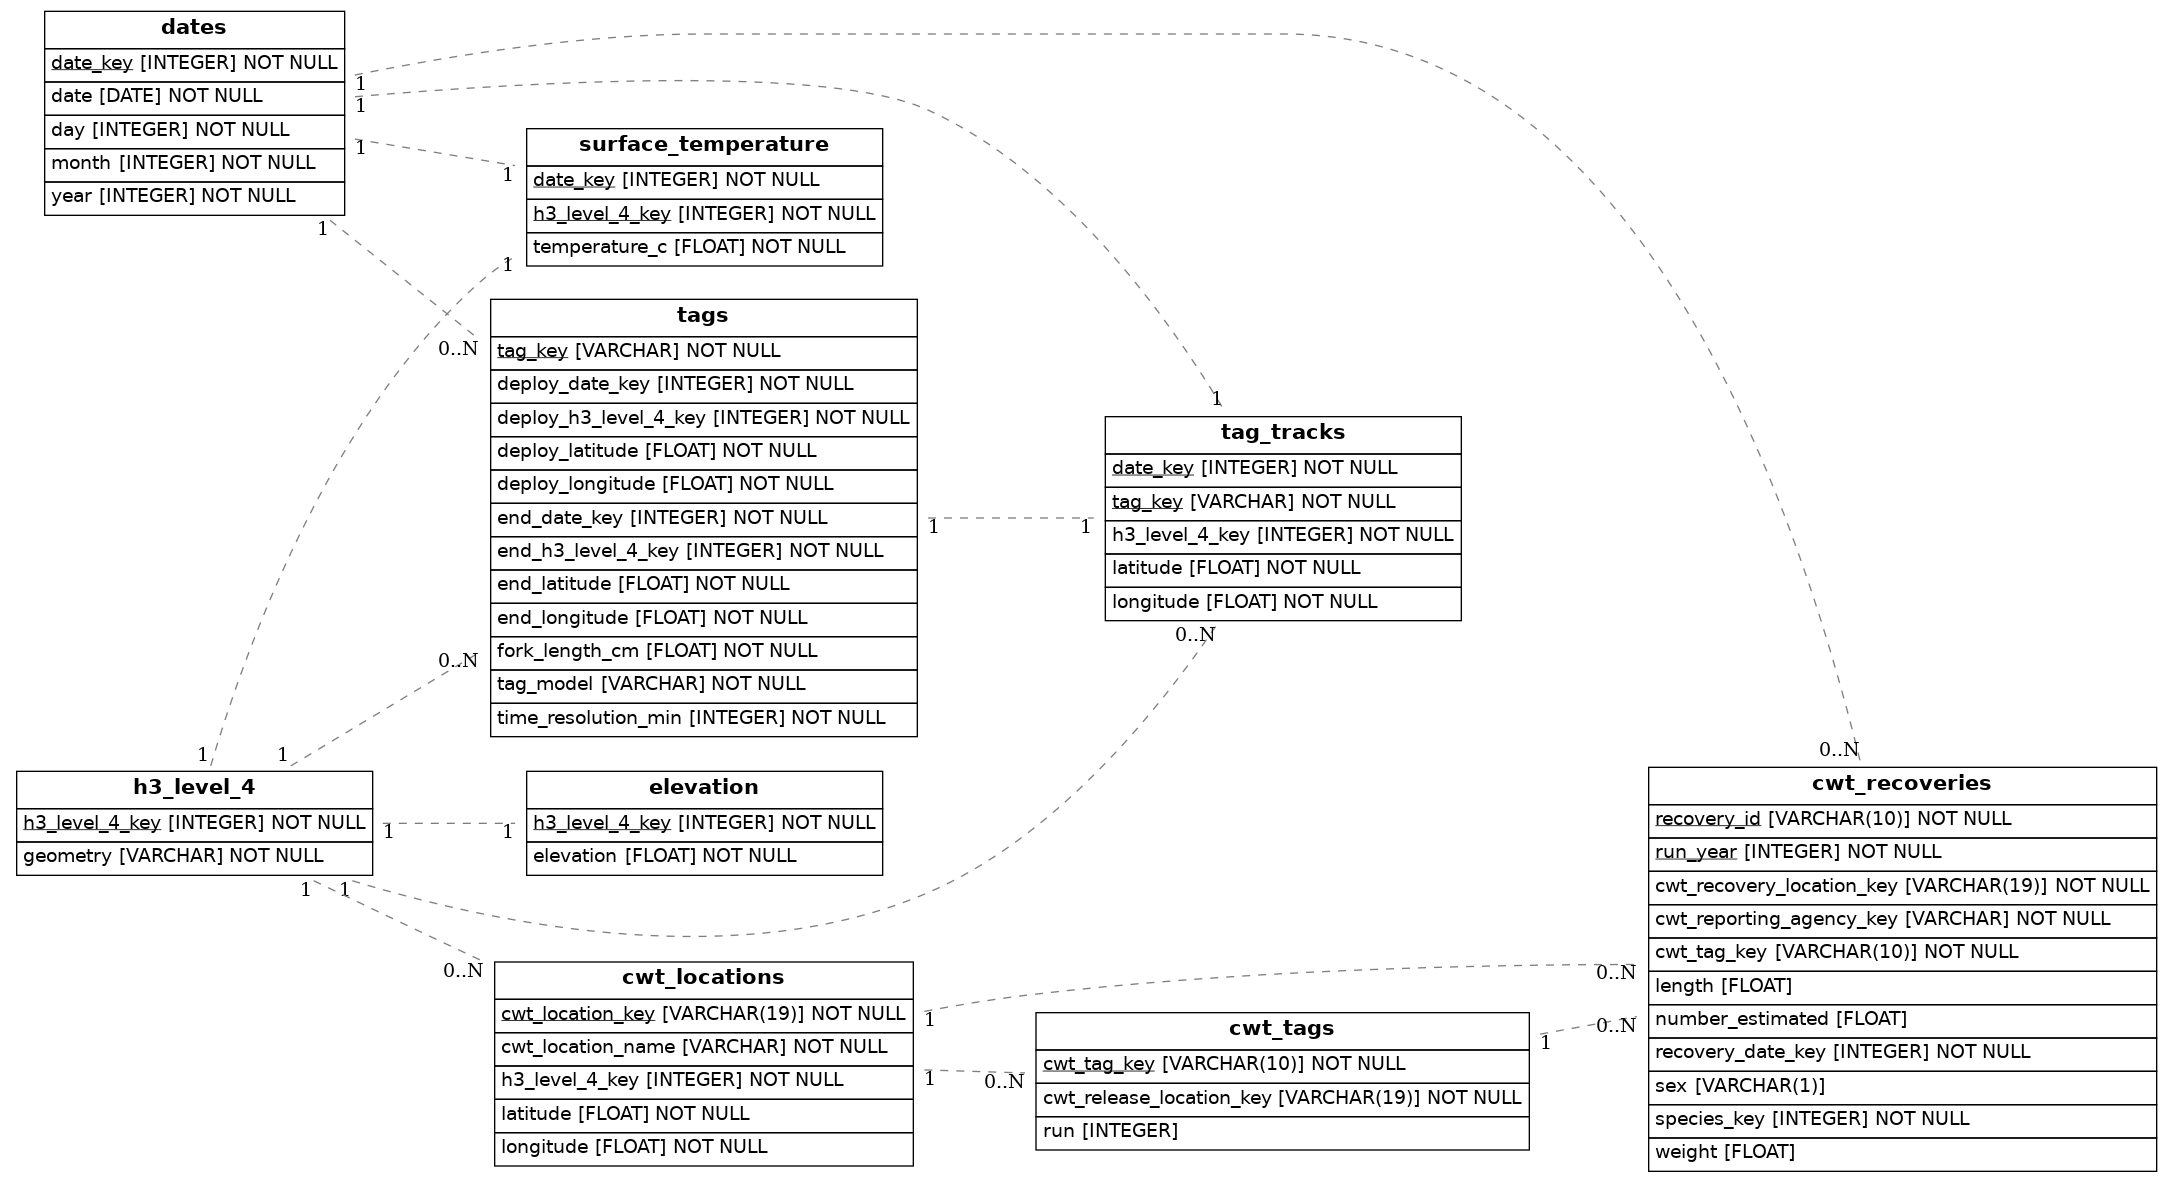 dates
date_key [INTEGER] NOT NULL
date [DATE] NOT NULL
day [INTEGER] NOT NULL
month [INTEGER] NOT NULL
year [INTEGER] NOT NULL
1
1
1
1
surface_temperature
date_key [INTEGER] NOT NULL
h3_level_4_key [INTEGER] NOT NULL
temperature_c [FLOAT] NOT NULL
1
1
tags
tag_key [VARCHAR] NOT NULL
deploy_date_key [INTEGER] NOT NULL
deploy_h3_level_4_key [INTEGER] NOT NULL
deploy_latitude [FLOAT] NOT NULL
deploy_longitude [FLOAT] NOT NULL
end_date_key [INTEGER] NOT NULL
end_h3_level_4_key [INTEGER] NOT NULL
end_latitude [FLOAT] NOT NULL
end_longitude [FLOAT] NOT NULL
fork_length_cm [FLOAT] NOT NULL
tag_model [VARCHAR] NOT NULL
time_resolution_min [INTEGER] NOT NULL
0..N
0..N
1
tag_tracks
date_key [INTEGER] NOT NULL
tag_key [VARCHAR] NOT NULL
h3_level_4_key [INTEGER] NOT NULL
latitude [FLOAT] NOT NULL
longitude [FLOAT] NOT NULL
1
1
0..N
h3_level_4
h3_level_4_key [INTEGER] NOT NULL
geometry [VARCHAR] NOT NULL
1
1
1
1
1
elevation
h3_level_4_key [INTEGER] NOT NULL
elevation [FLOAT] NOT NULL
1
cwt_locations
cwt_location_key [VARCHAR(19)] NOT NULL
cwt_location_name [VARCHAR] NOT NULL
h3_level_4_key [INTEGER] NOT NULL
latitude [FLOAT] NOT NULL
longitude [FLOAT] NOT NULL
0..N
1
1
cwt_tags
cwt_tag_key [VARCHAR(10)] NOT NULL
cwt_release_location_key [VARCHAR(19)] NOT NULL
run [INTEGER]
0..N
1
cwt_recoveries
recovery_id [VARCHAR(10)] NOT NULL
run_year [INTEGER] NOT NULL
cwt_recovery_location_key [VARCHAR(19)] NOT NULL
cwt_reporting_agency_key [VARCHAR] NOT NULL
cwt_tag_key [VARCHAR(10)] NOT NULL
length [FLOAT]
number_estimated [FLOAT]
recovery_date_key [INTEGER] NOT NULL
sex [VARCHAR(1)]
species_key [INTEGER] NOT NULL
weight [FLOAT]
0..N
0..N
0..N